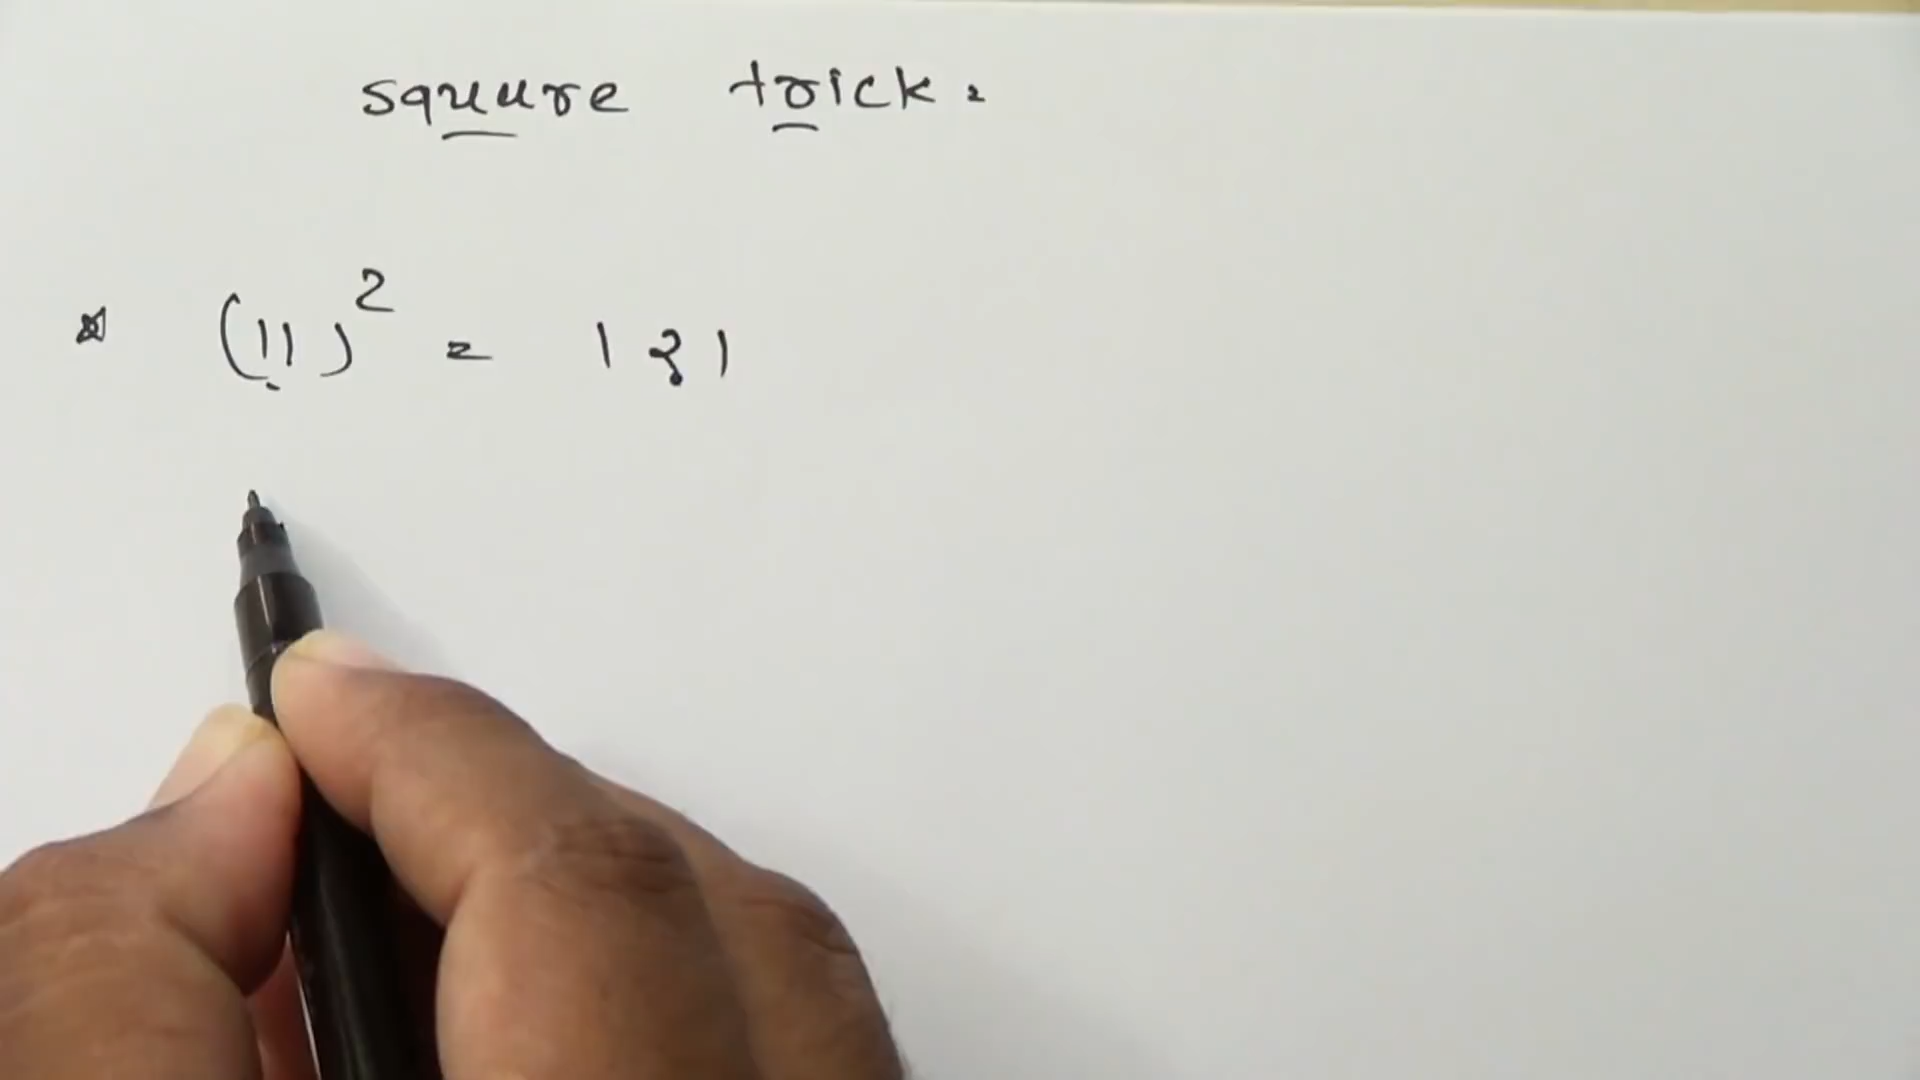 square trick.
* (11)² = 121